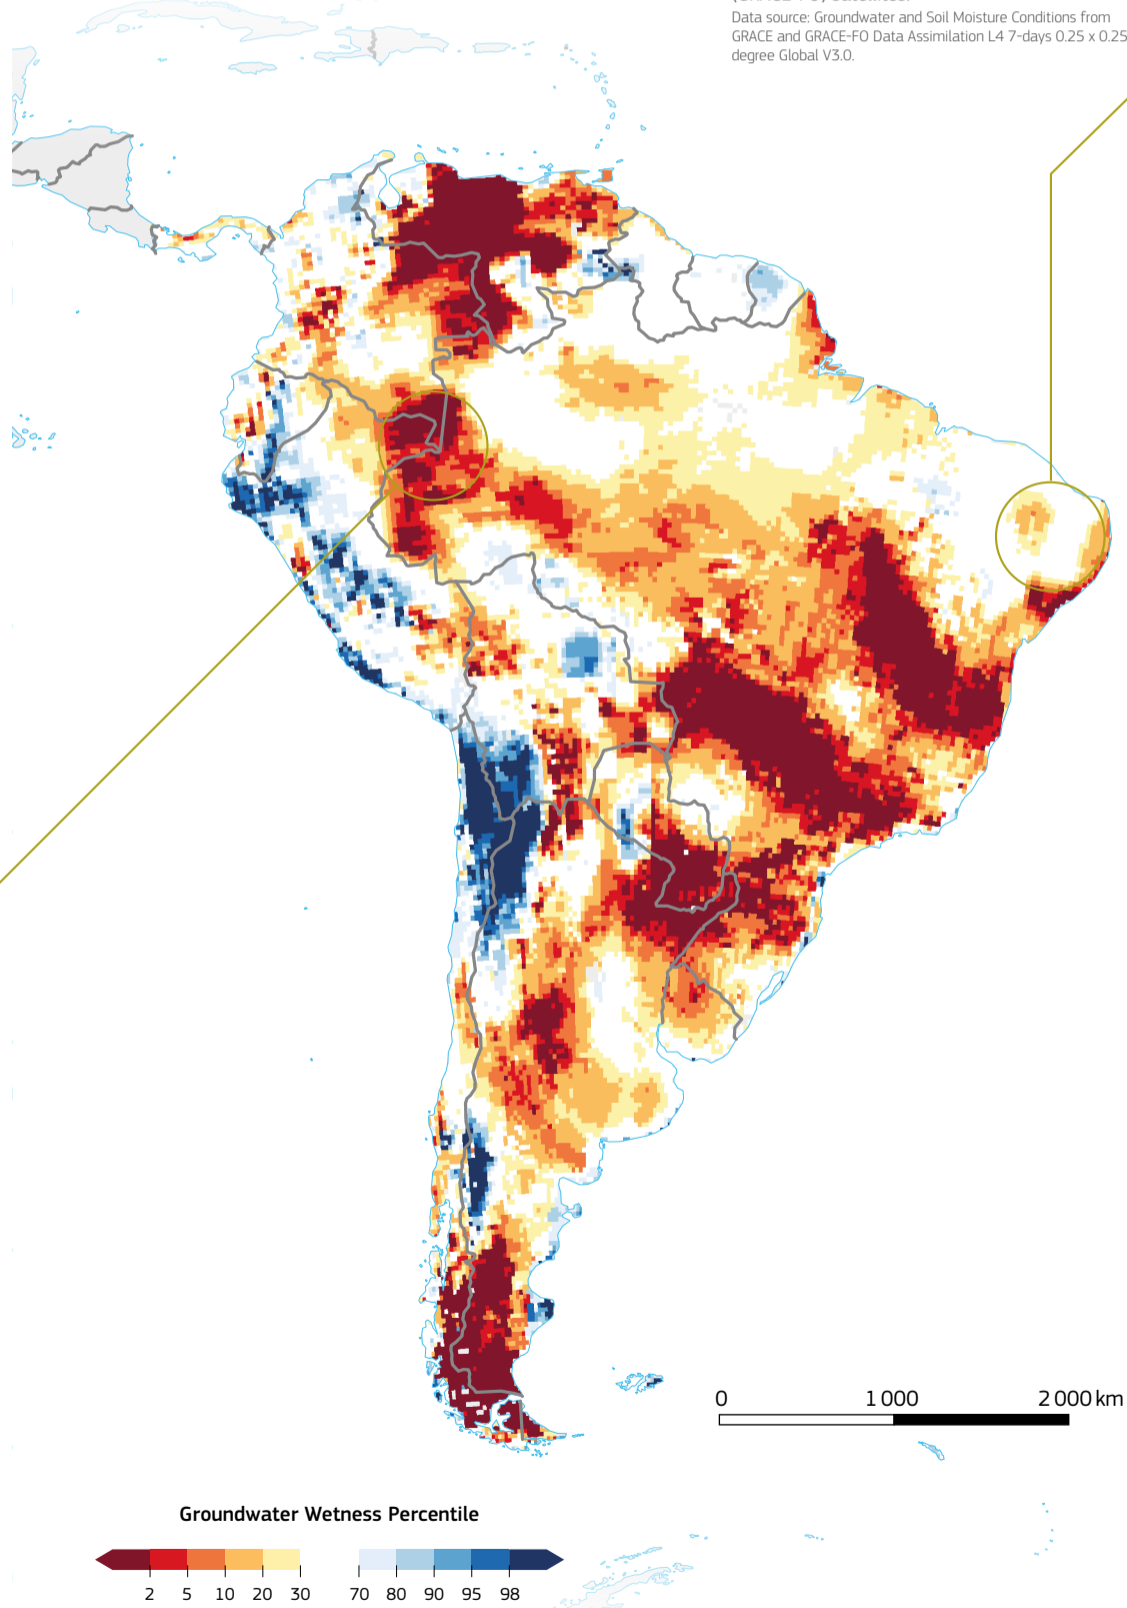 Data source: Groundwater and Soil Moisture Conditions from
GRACE and GRACE-FO Data Assimilation L4 7-days 0.25 x 0.25
degree Global V3.0.
0 1 000 2 000 km
Groundwater Wetness Percentile
2 5 10 20 30 70 80 90 95 98